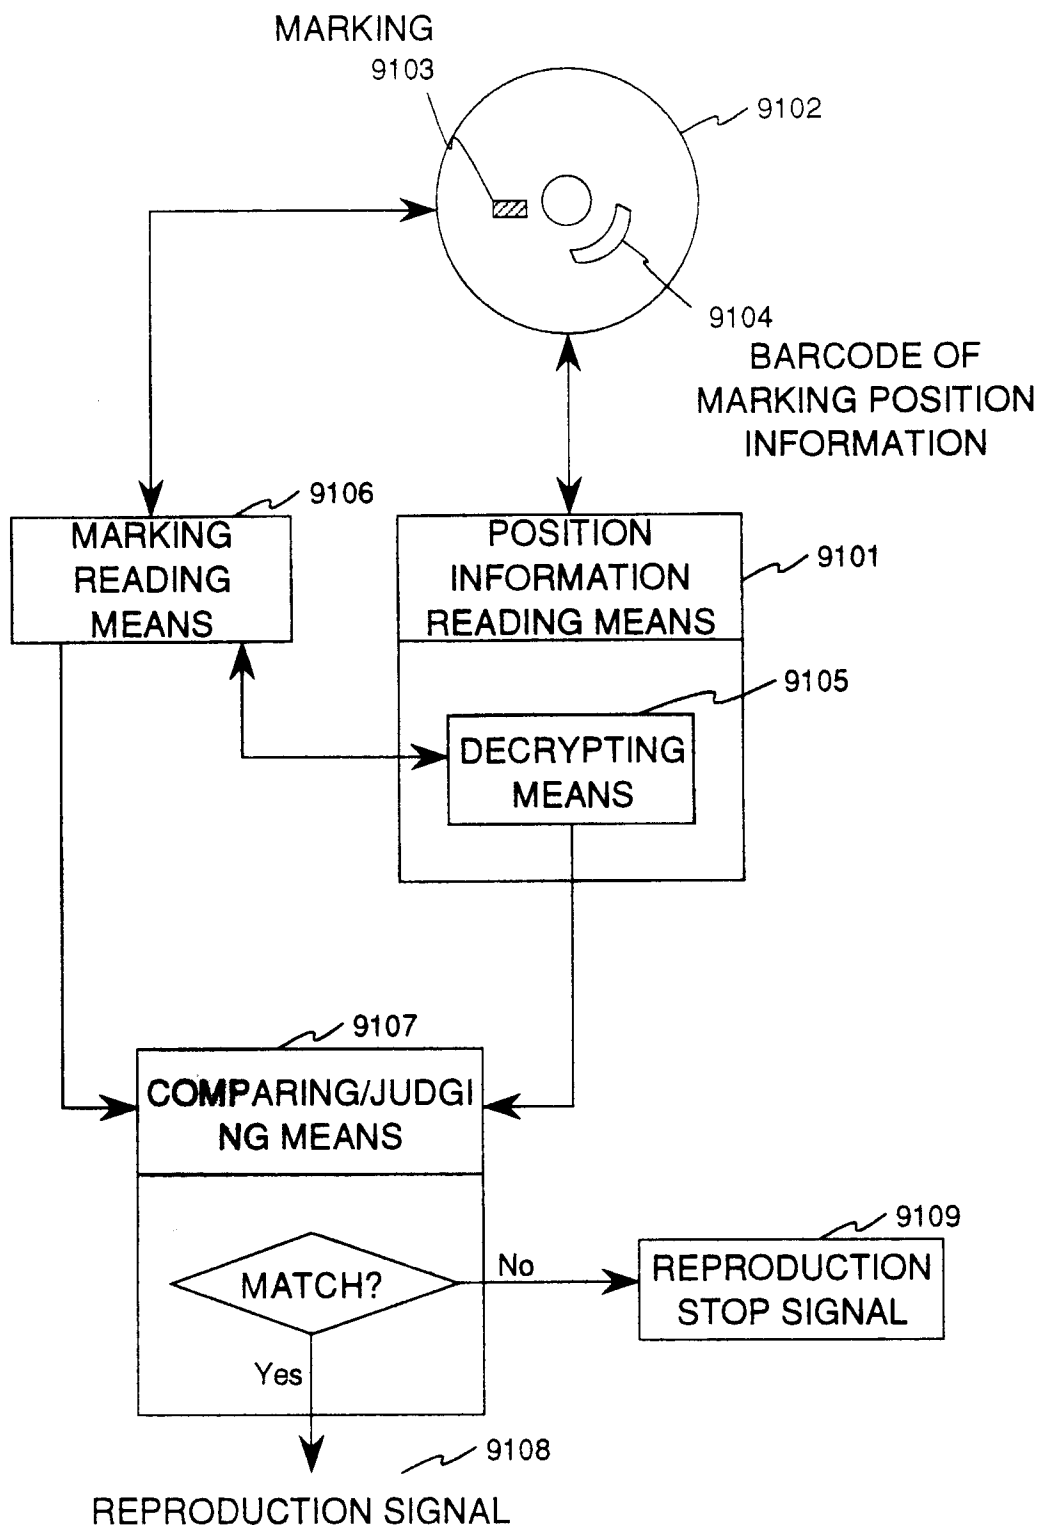 MARKING
9103
9102
9104
BARCODE OF
MARKING POSITION
INFORMATION
9106
MARKING
READING
MEANS
9101
POSITION
INFORMATION
READING MEANS
9105
DECRYPTING
MEANS
9107
COMPARING/JUDGI
NG MEANS
MATCH?
No
9109
REPRODUCTION
STOP SIGNAL
Yes
9108
REPRODUCTION SIGNAL